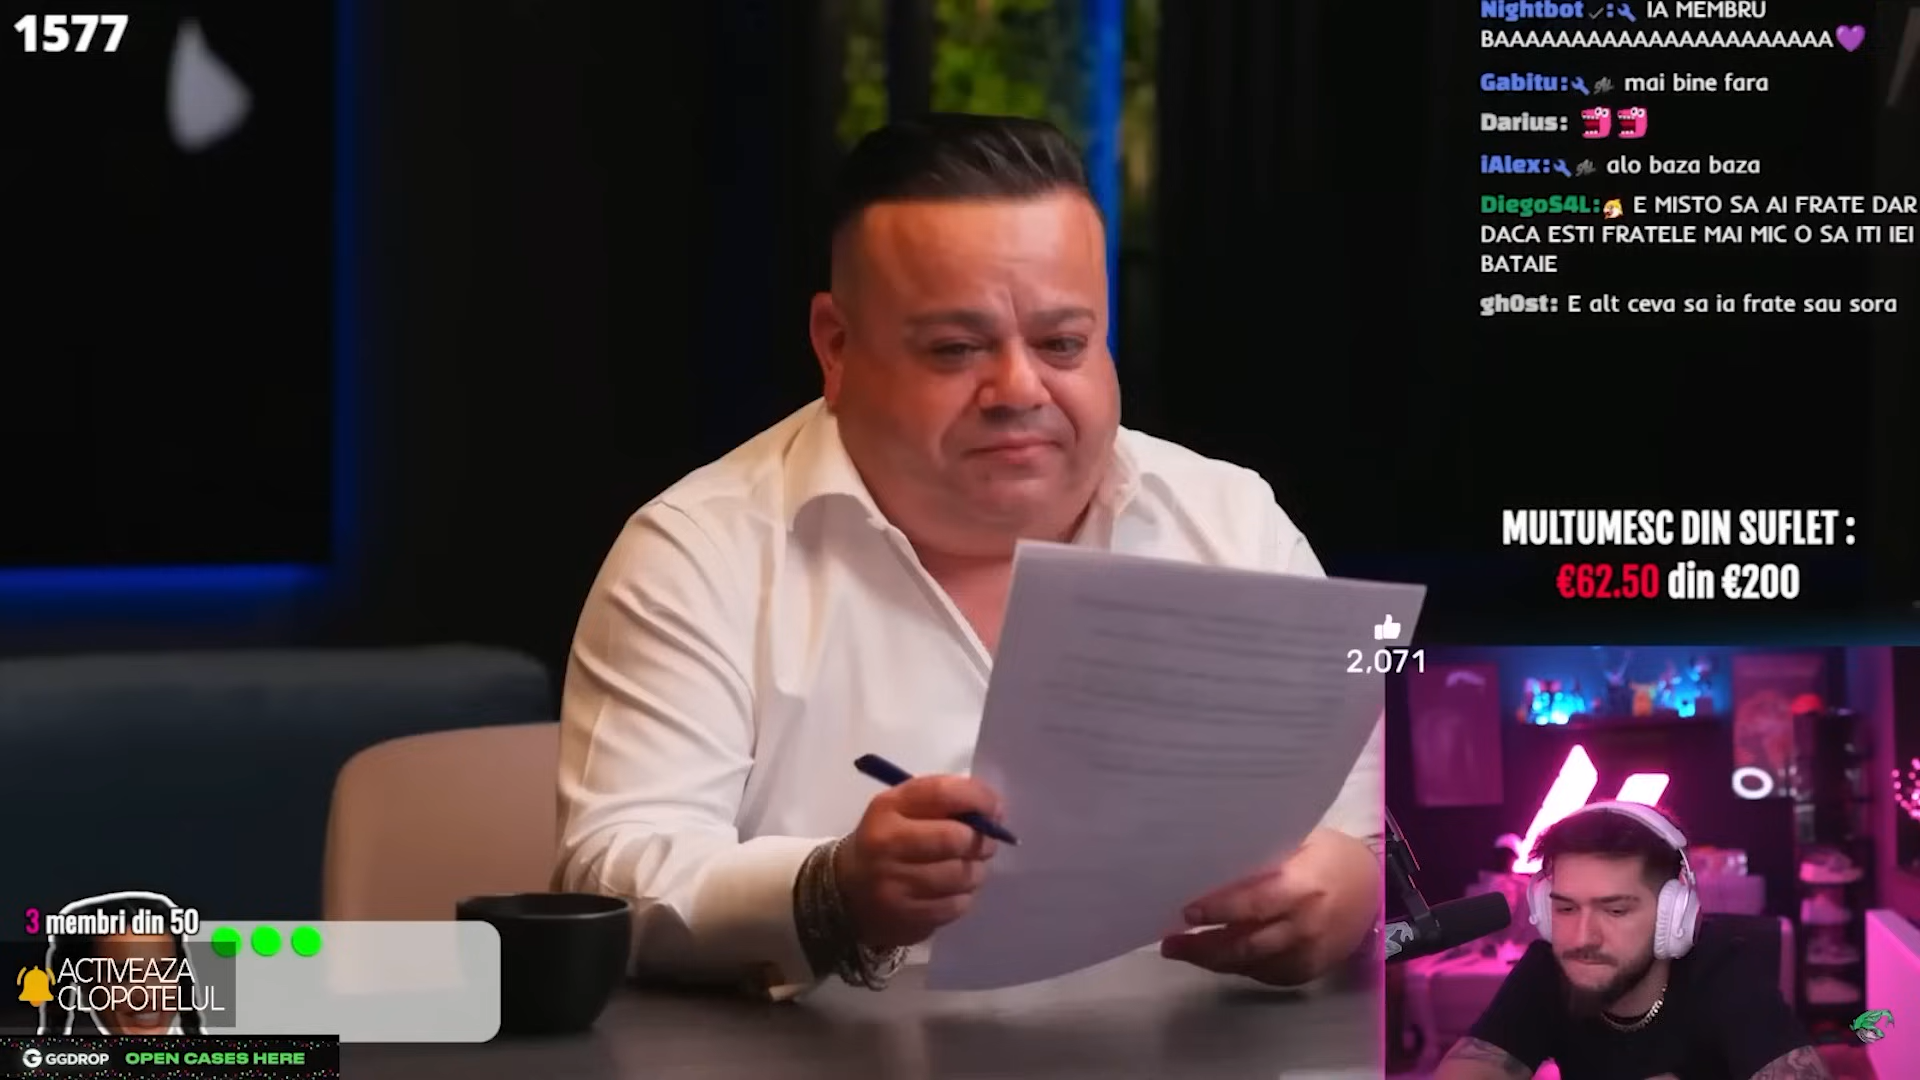 1577
Nightbot: IA MEMBRU
BAAAAAAAAAAAAAAAAAAAAAA
Gabitu: mai bine fara
Darius:
iAlex: alo baza baza
DiegoS4L: E MISTO SA AI FRATE DAR
DACA ESTI FRATELE MAI MIC O SA ITI IEI
BATAIE
gh0st: E alt ceva sa ia frate sau sora
MULTUMESC DIN SUFLET :
€62.50 din €200
2,071
3 membri din 50
ACTIVEAZA
CLOPOTELUL
GGDROP OPEN CASES HERE